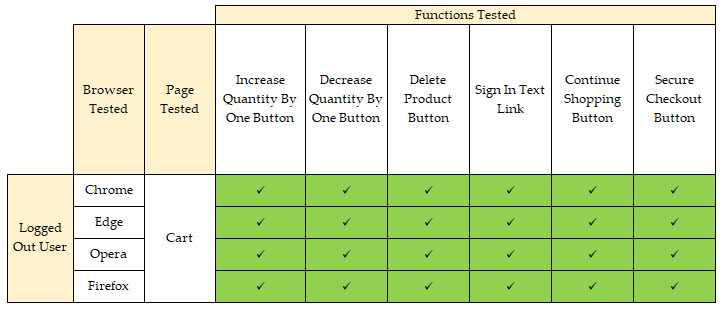 Functions Tested
Browser
Tested
Page
Tested
Increase
Quantity By
One Button
Decrease
Quantity By
One Button
Delete
Product
Button
Sign In Text
Link
Continue
Shopping
Button
Secure
Checkout
Button
Logged
Out User
Chrome
Cart
✓ ✓ ✓ ✓ ✓ ✓
Edge
✓ ✓ ✓ ✓ ✓ ✓
Opera
✓ ✓ ✓ ✓ ✓ ✓
Firefox
✓ ✓ ✓ ✓ ✓ ✓